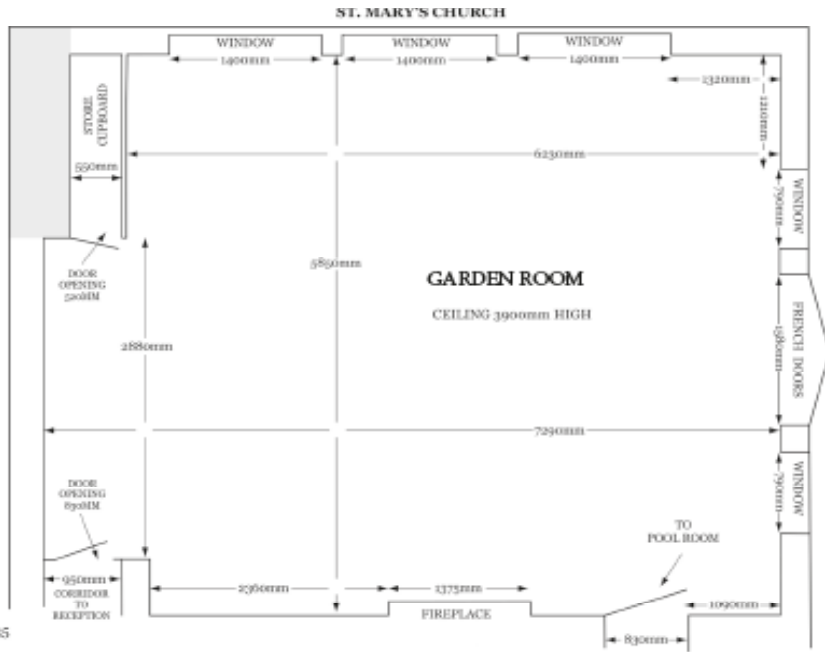 ST. MARY'S CHURCH
WINDOW
1400mm
WINDOW
1400mm
WINDOW
1400mm
1320mm
1210mm
STORE
CUPBOARD
550mm
6230mm
WINDOW
790mm
DOOR
OPENING
520MM
5850mm
GARDEN ROOM
CEILING 3900mm HIGH
2880mm
FRENCH DOORS
1580mm
7290mm
DOOR
OPENING
830MM
WINDOW
790mm
TO
POOL ROOM
950mm
CORRIDOR
TO
RECEPTION
2360mm
1375mm
FIREPLACE
1090mm
830mm